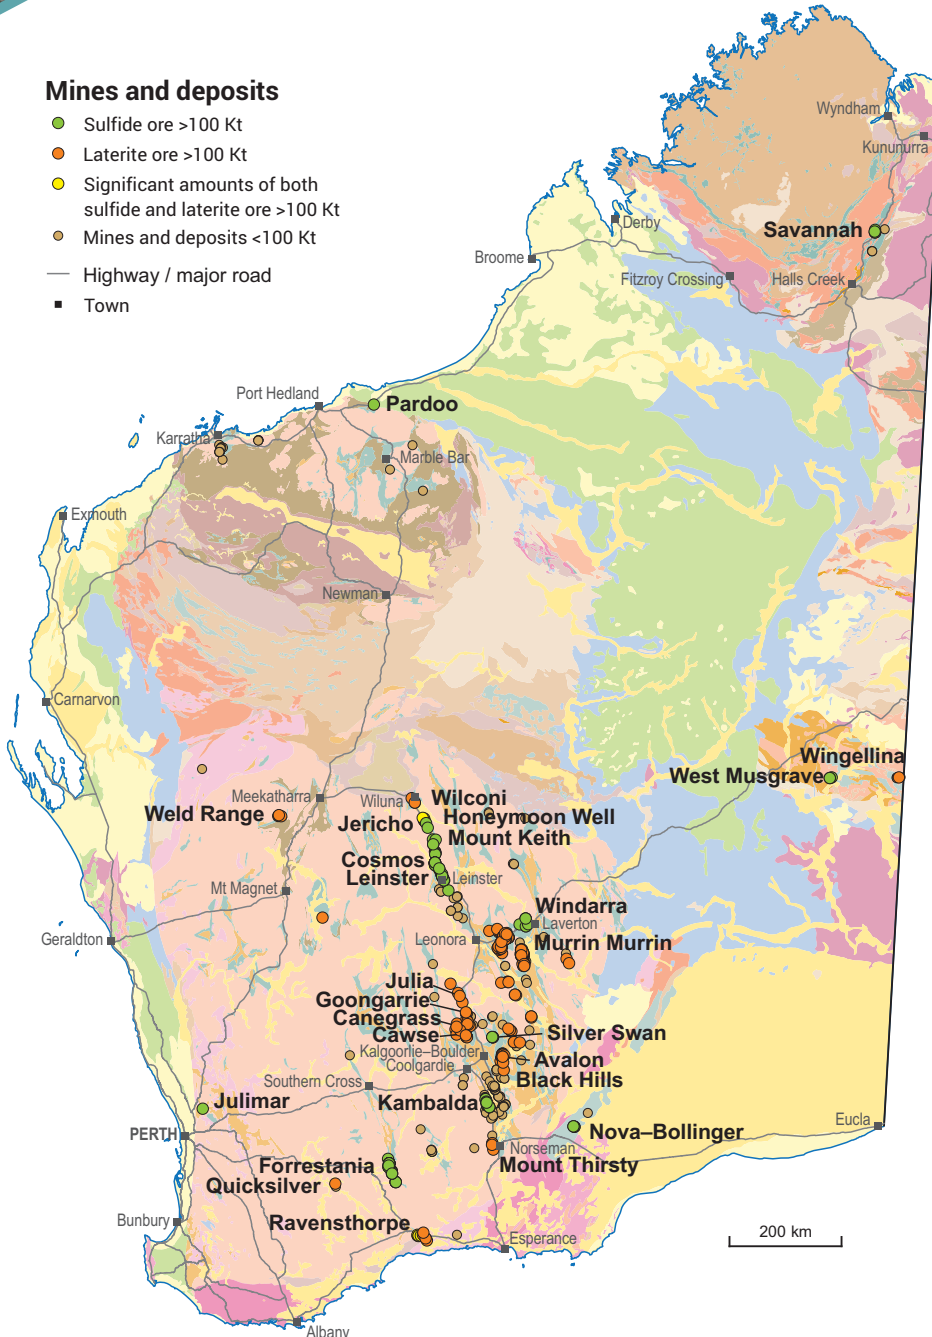 Mines and deposits
Sulfide ore >100 Kt
Laterite ore >100 Kt
Significant amounts of both
sulfide and laterite ore >100 Kt
Mines and deposits <100 Kt
Highway / major road
Town
Wyndham
Kununurra
Derby
Savannah
Broome
Fitzroy Crossing
Halls Creek
Port Hedland
Pardoo
Karratha
Marble Bar
Exmouth
Newman
Carnarvon
Wingellina
West Musgrave
Meekatharra
Wiluna
Wilconi
Weld Range
Jericho
Honeymoon Well
Mount Keith
Cosmos
Leinster
Leinster
Mt Magnet
Windarra
Laverton
Geraldton
Leonora
Murrin Murrin
Julia
Goongarrie
Canegrass
Cawse
Silver Swan
Kalgoorlie–Boulder
Coolgardie
Avalon
Southern Cross
Black Hills
Julimar
Kambalda
Eucla
PERTH
Nova–Bollinger
Norseman
Forrestania
Mount Thirsty
Quicksilver
Bunbury
Ravensthorpe
200 km
Esperance
Albany